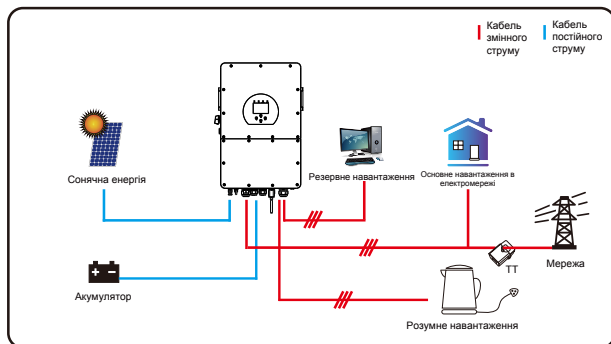 Кабель
змінного
струму
Кабель
постійного
струму
Сонячна енергія
Резервне навантаження
Основне навантаження в
електромережі
ТТ
Мережа
Акумулятор
Розумне навантаження